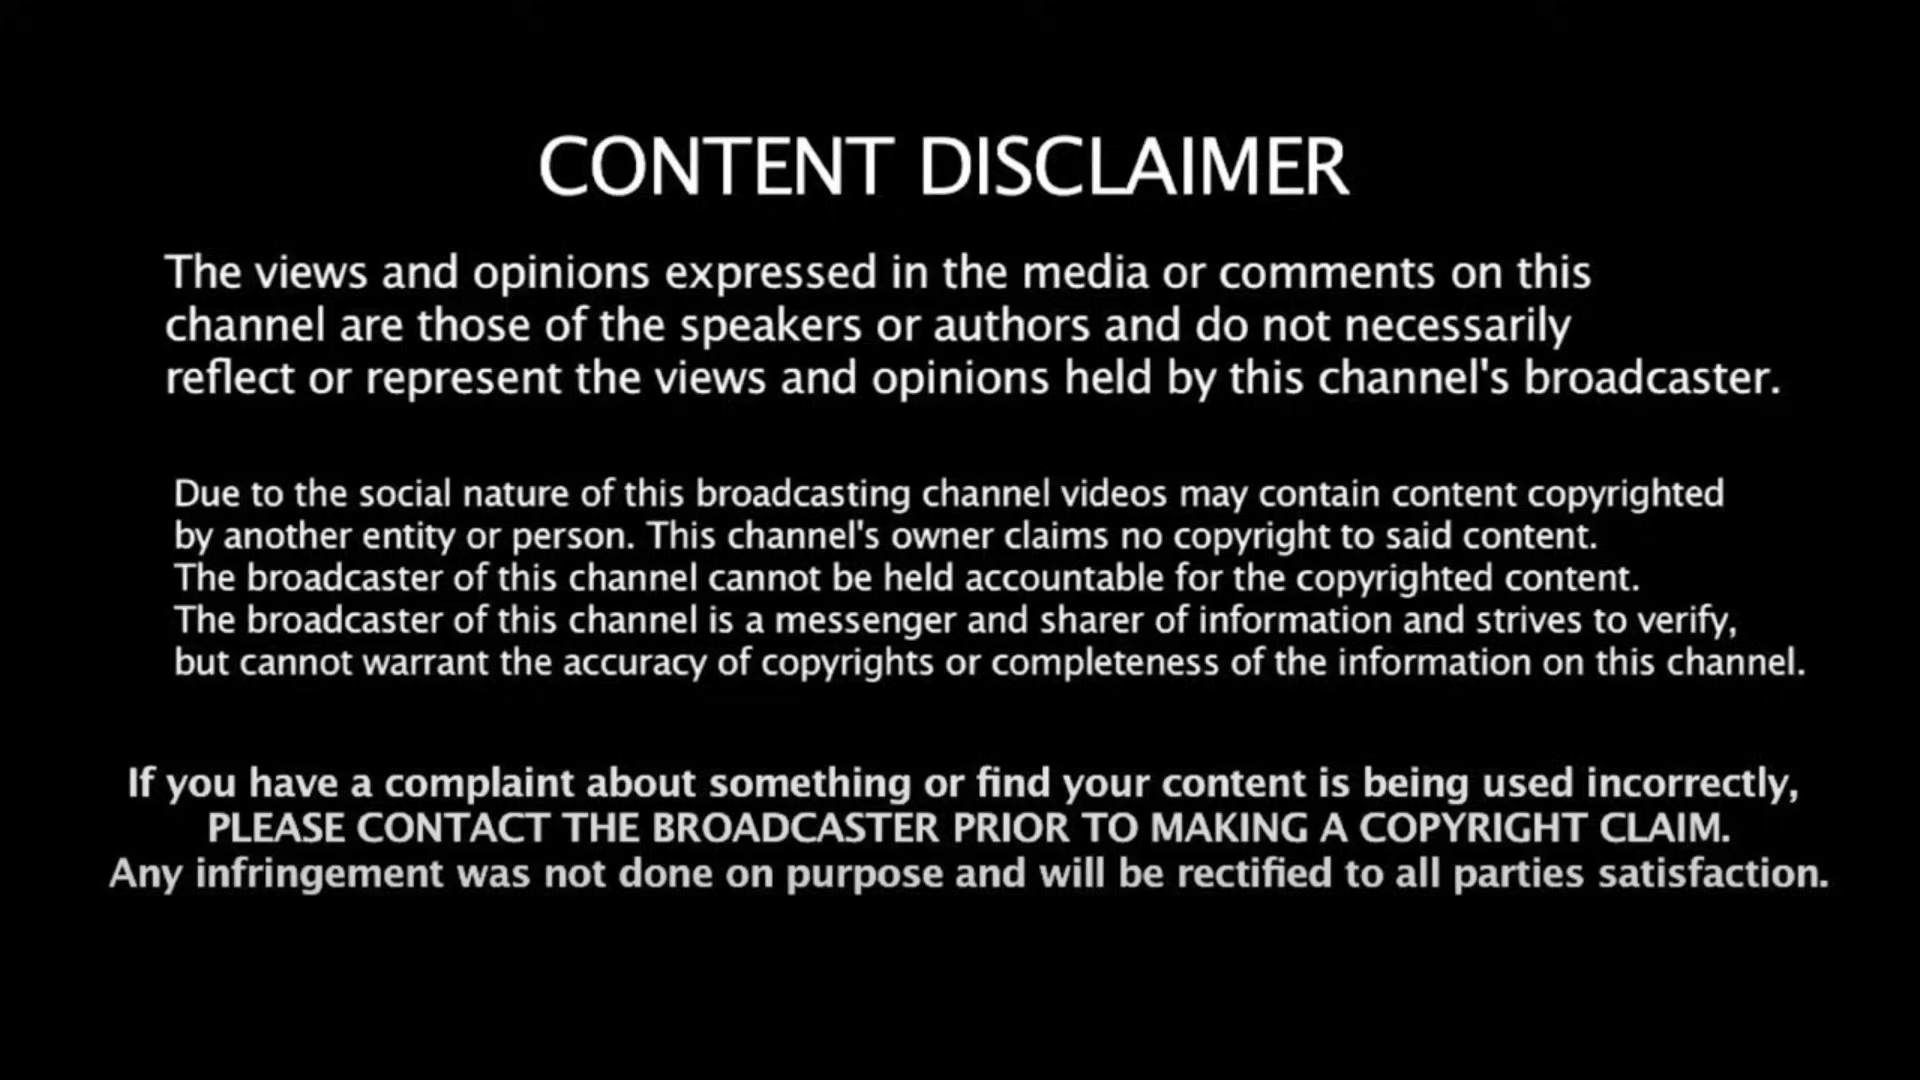 CONTENT DISCLAIMER
The views and opinions expressed in the media or comments on this
channel are those of the speakers or authors and do not necessarily
reflect or represent the views and opinions held by this channel's broadcaster.
Due to the social nature of this broadcasting channel videos may contain content copyrighted
by another entity or person. This channel's owner claims no copyright to said content.
The broadcaster of this channel cannot be held accountable for the copyrighted content.
The broadcaster of this channel is a messenger and sharer of information and strives to verify,
but cannot warrant the accuracy of copyrights or completeness of the information on this channel.
If you have a complaint about something or find your content is being used incorrectly,
PLEASE CONTACT THE BROADCASTER PRIOR TO MAKING A COPYRIGHT CLAIM.
Any infringement was not done on purpose and will be rectified to all parties satisfaction.